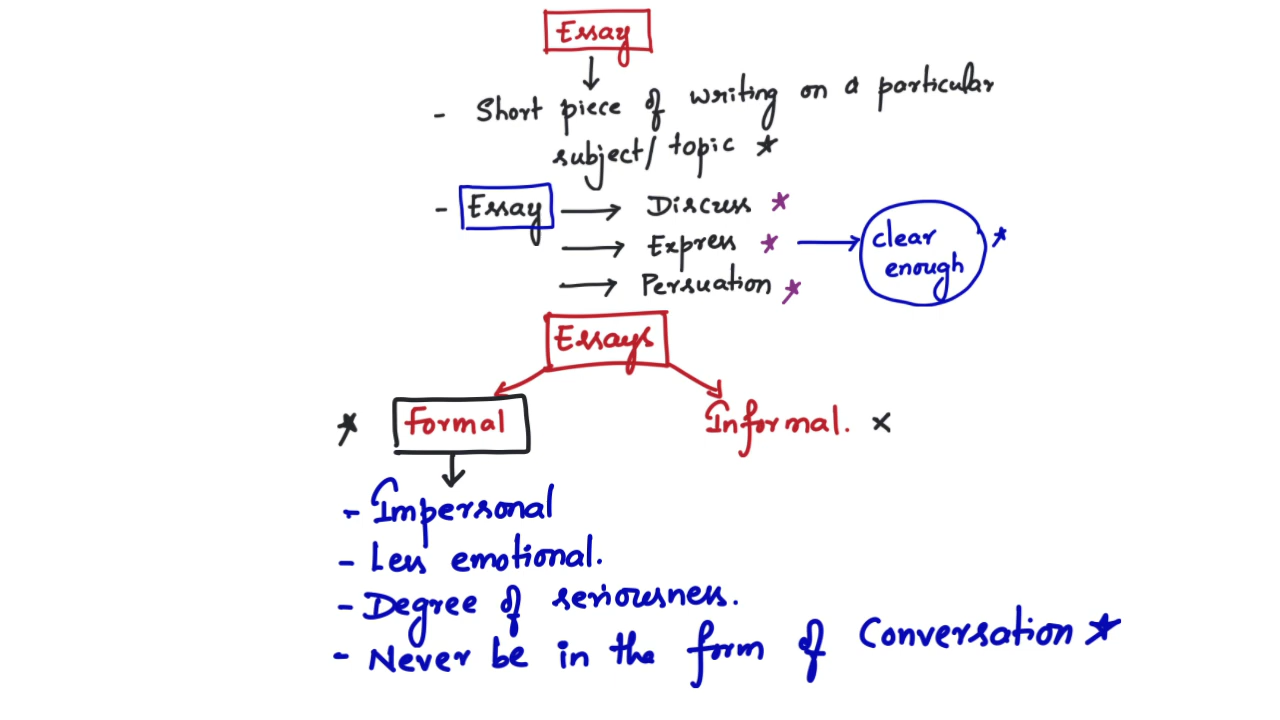 Essay
- Short piece of writing on a particular
subject/ topic *
- Essay → Discuss *
→ Express * → clear enough *
→ Persuation *
Essays
* Formal
Informal. x
- Impersonal
- Less emotional.
- Degree of seriousness.
- Never be in the form of Conversation *